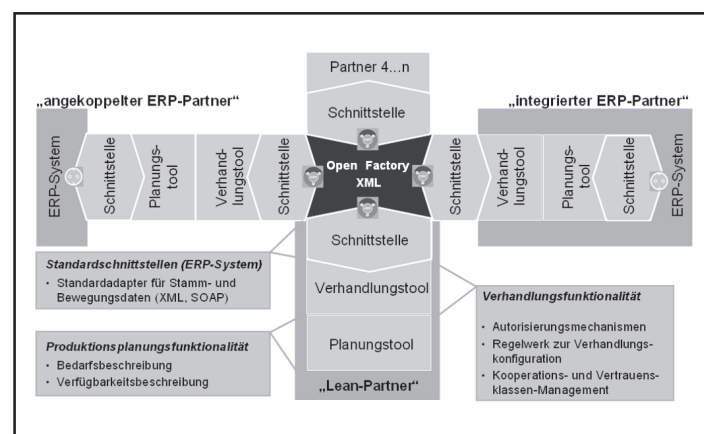 Partner 4...n
„angekoppelter ERP-Partner“
„integrierter ERP-Partner“
Schnittstelle
ERP-System
Schnittstelle
Planungs-
tool
Verhand-
lungstool
Schnittstelle
Open Factory
XML
Schnittstelle
Verhand-
lungstool
Planungs-
tool
Schnittstelle
ERP-System
Schnittstelle
Verhandlungstool
Planungstool
„Lean-Partner“
Standardschnittstellen (ERP-System)
• Standardadapter für Stamm- und
Bewegungsdaten (XML, SOAP)
Produktionsplanungsfunktionalität
• Bedarfsbeschreibung
• Verfügbarkeitsbeschreibung
Verhandlungsfunktionalität
• Autorisierungsmechanismen
• Regelwerk zur Verhandlungs-
konfiguration
• Kooperations- und Vertrauens-
klassen-Management